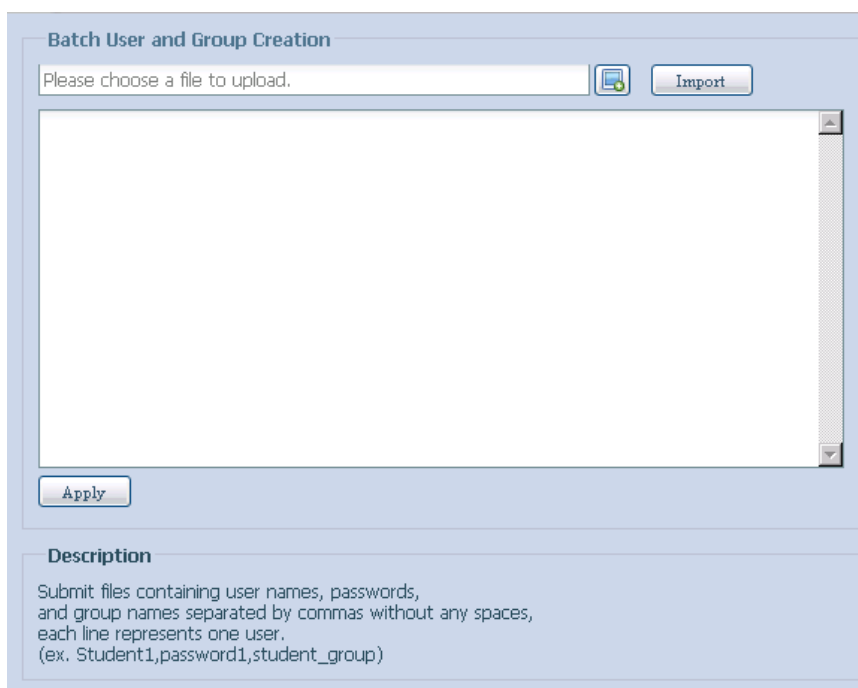 Batch User and Group Creation
Please choose a file to upload.
Import
Apply
Description
Submit files containing user names, passwords,
and group names separated by commas without any spaces,
each line represents one user.
(ex. Student1,password1,student_group)